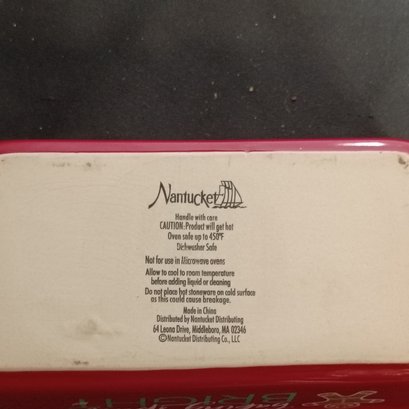 Nantucket
Handle with care
CAUTION: Product will get hot
Oven safe up to 450°F
Dishwasher Safe
Not for use in Microwave ovens
Allow to cool to room temperature
before adding liquid or cleaning
Do not place hot stoneware on cold surface
as this could cause breakage.
Made in China
Distributed by Nantucket Distributing
64 Leona Drive, Middleboro, MA 02346
©Nantucket Distributing Co., LLC